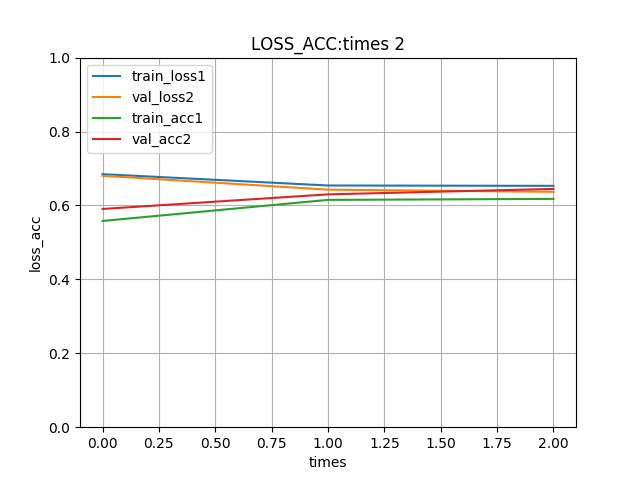 LOSS_ACC:times 2
1.0
train_loss1
val_loss2
train_acc1
val_acc2
0.8
0.6
loss_acc
0.4
0.2
0.0
0.00 0.25 0.50 0.75 1.00 1.25 1.50 1.75 2.00
times